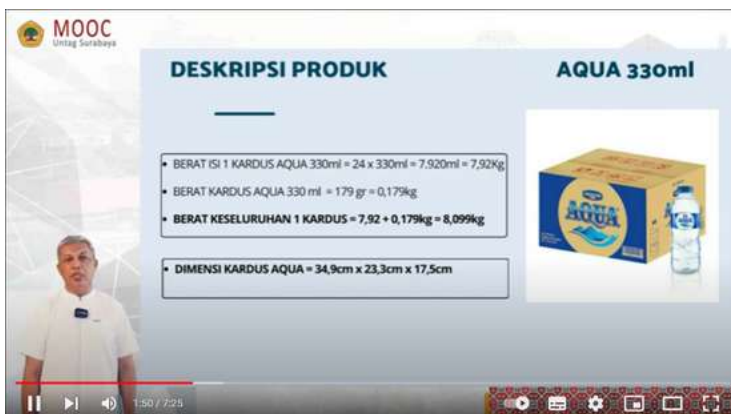 MOOC
Untag Surabaya
DESKRIPSI PRODUK
AQUA 330ml
• BERAT ISI 1 KARDUS AQUA 330ml = 24 x 330ml = 7.920ml = 7,92Kg
• BERAT KARDUS AQUA 330 ml = 179 gr = 0,179kg
• BERAT KESELURUHAN 1 KARDUS = 7,92 + 0,179kg = 8,099kg
• DIMENSI KARDUS AQUA = 34,9cm x 23,3cm x 17,5cm
AQUA
1:50 / 7:25